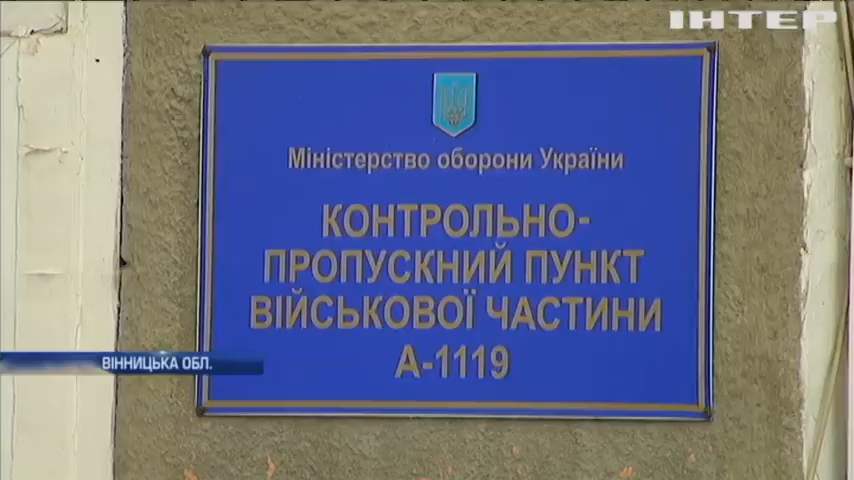 ІНТЕР
Міністерство оборони України
КОНТРОЛЬНО-
ПРОПУСКНИЙ ПУНКТ
ВІЙСЬКОВОЇ ЧАСТИНИ
А-1119
ВІННИЦЬКА ОБЛ.